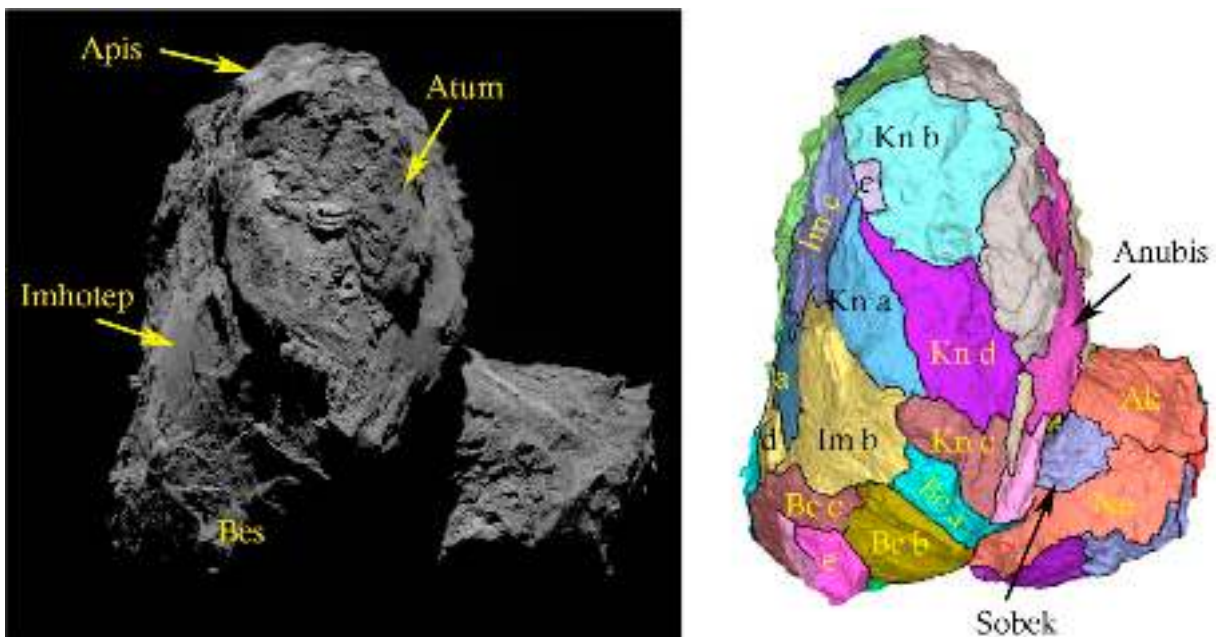 Apis
Atum
Imhotep
Bes
Kn b
c
Im c
Kn a
Anubis
Kn d
a
Ak
d
Im b
Kn c
Be c
Be b
e
Sobek